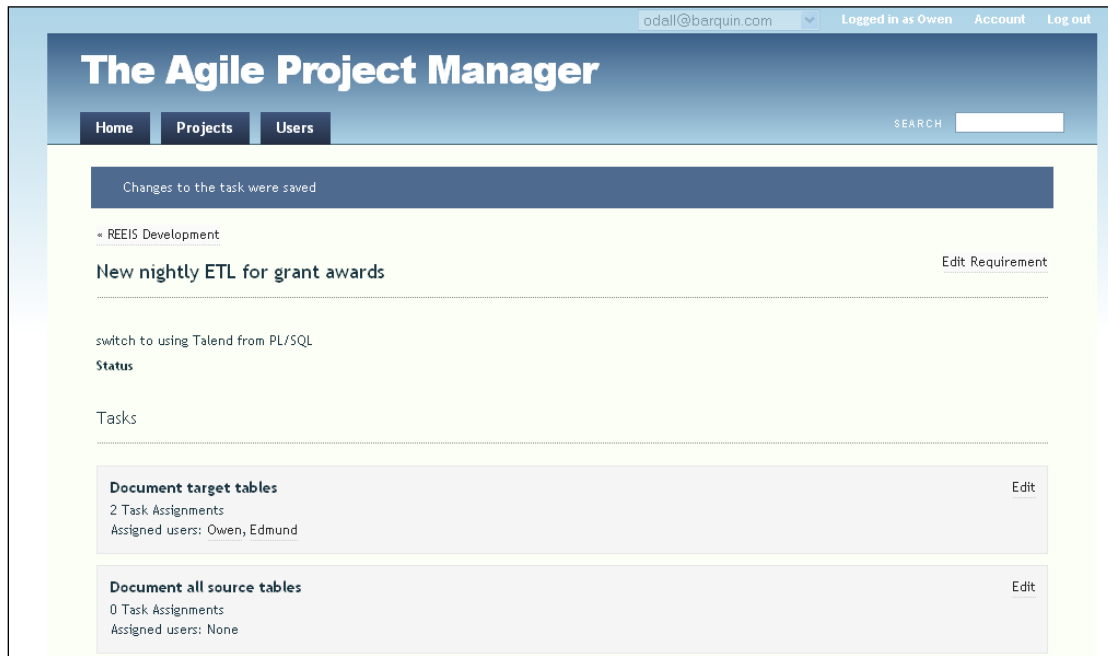 odall@barquin.com Logged in as Owen Account Log out
The Agile Project Manager
Home Projects Users SEARCH
Changes to the task were saved
« REEIS Development
New nightly ETL for grant awards Edit Requirement
switch to using Talend from PL/SQL
Status
Tasks
Document target tables Edit
2 Task Assignments
Assigned users: Owen, Edmund
Document all source tables Edit
0 Task Assignments
Assigned users: None